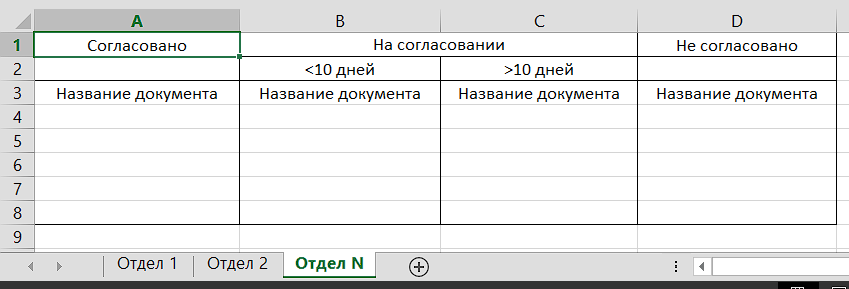 A B C D
1 Согласовано На согласовании Не согласовано
2 <10 дней >10 дней
3 Название документа Название документа Название документа Название документа
4
5
6
7
8
9
Отдел 1 Отдел 2 Отдел N